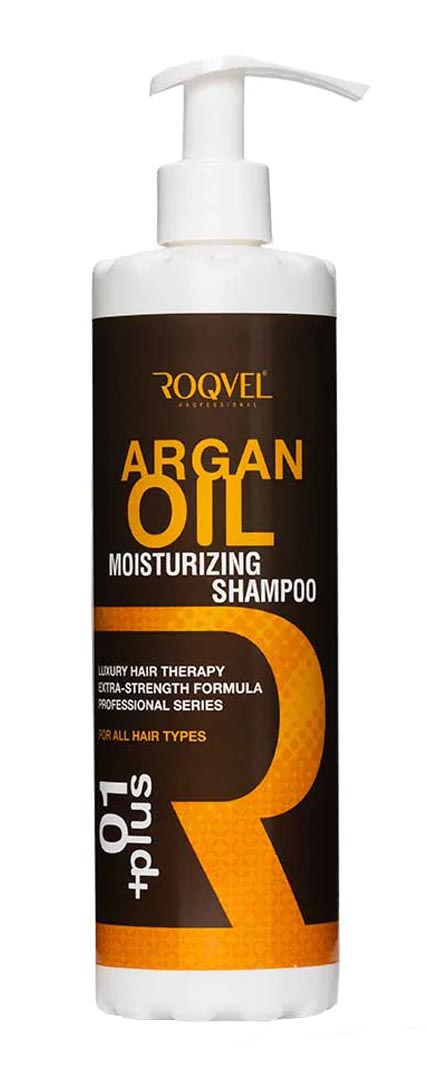 ROQVEL®
PROFESSIONAL
ARGAN
OIL
MOISTURIZING
SHAMPOO
LUXURY HAIR THERAPY
EXTRA-STRENGTH FORMULA
PROFESSIONAL SERIES
FOR ALL HAIR TYPES
01
+plus
R